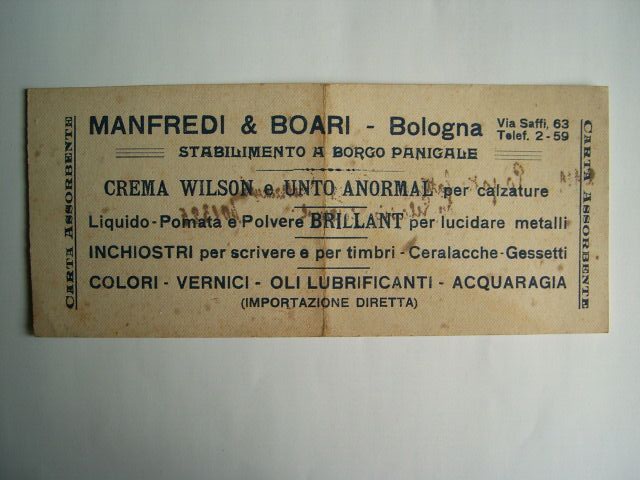 CARTA ASSORBENTE
MANFREDI & BOARI - Bologna
Via Saffi, 63
Telef. 2-59
STABILIMENTO A BORGO PANIGALE
CREMA WILSON e UNTO ANORMAL per calzature
Liquido-Pomata e Polvere BRILLANT per lucidare metalli
INCHIOSTRI per scrivere e per timbri - Ceralacche-Gessetti
COLORI - VERNICI - OLI LUBRIFICANTI - ACQUARAGIA
(IMPORTAZIONE DIRETTA)
CARTA ASSORBENTE